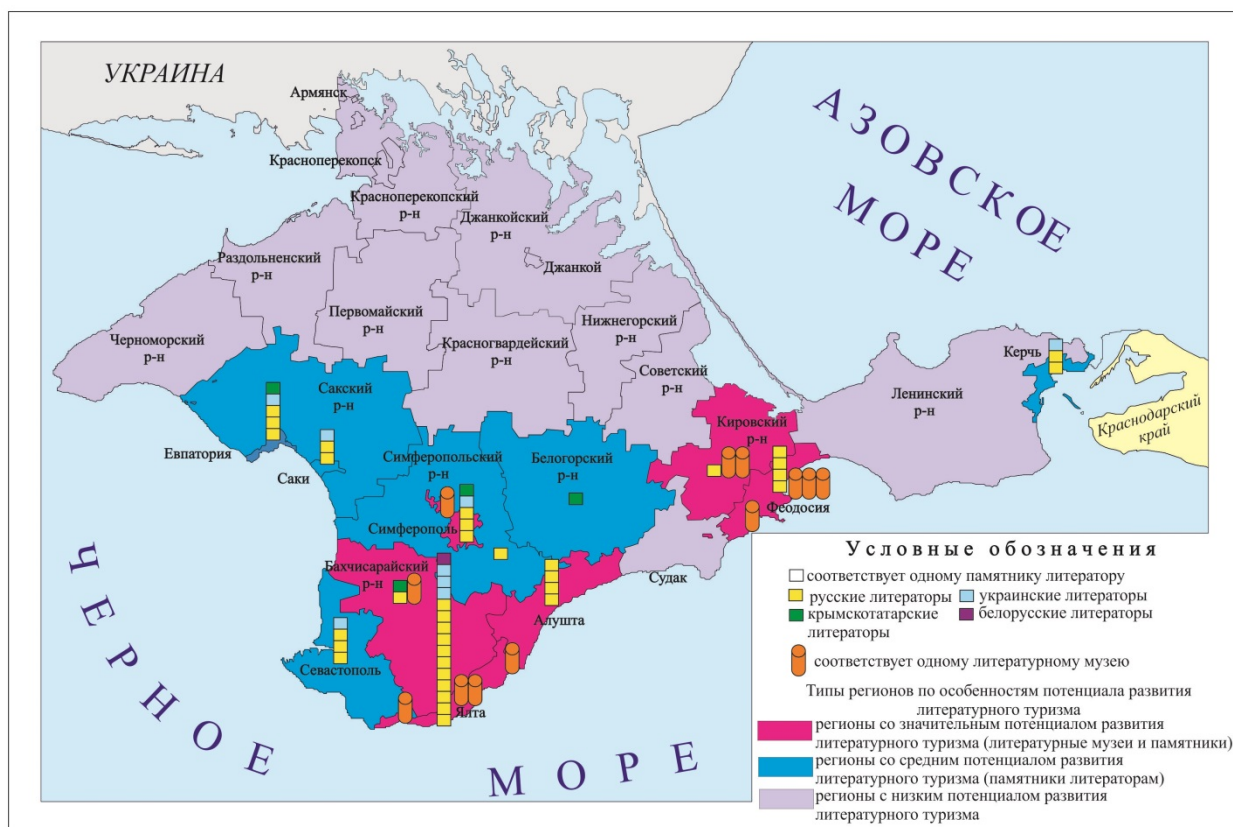 УКРАИНА
Армянск
Красноперекопск
АЗОВСКОЕ
МОРЕ
Красноперекопский
р-н
Джанкойский
р-н
Раздольненский
р-н
Джанкой
Первомайский
р-н
Черноморский
р-н
Нижнегорский
р-н
Красногвардейский
р-н
Советский
р-н
Керчь
Ленинский
р-н
Сакский
р-н
Краснодарский
край
Кировский
р-н
Евпатория
Саки
Симферопольский
р-н
Белогорский
р-н
Феодосия
Симферополь
Судак
Бахчисарайский
р-н
Алушта
Севастополь
Ялта
ЧЕРНОЕ
МОРЕ
Условные обозначения
соответствует одному памятнику литератору
русские литераторы
украинские литераторы
крымскотатарские
литераторы
белорусские литераторы
соответствует одному литературному музею
Типы регионов по особенностям потенциала развития
литературного туризма
регионы со значительным потенциалом развития
литературного туризма (литературные музеи и памятники)
регионы со средним потенциалом развития
литературного туризма (памятники литераторам)
регионы с низким потенциалом развития
литературного туризма